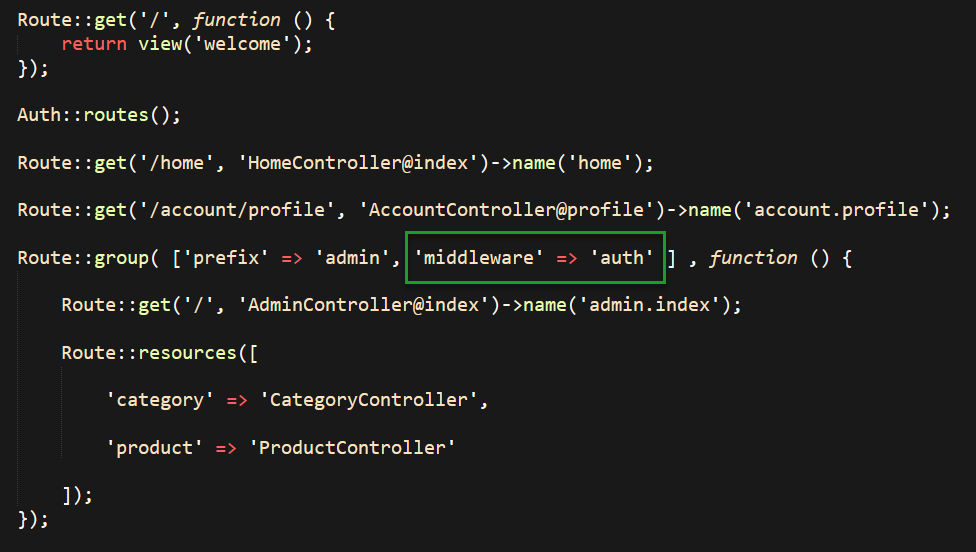 Route::get('/', function () {
return view('welcome');
});
Auth::routes();
Route::get('/home', 'HomeController@index')->name('home');
Route::get('/account/profile', 'AccountController@profile')->name('account.profile');
Route::group( ['prefix' => 'admin', 'middleware' => 'auth' ] , function () {
Route::get('/', 'AdminController@index')->name('admin.index');
Route::resources([
'category' => 'CategoryController',
'product' => 'ProductController'
]);
});